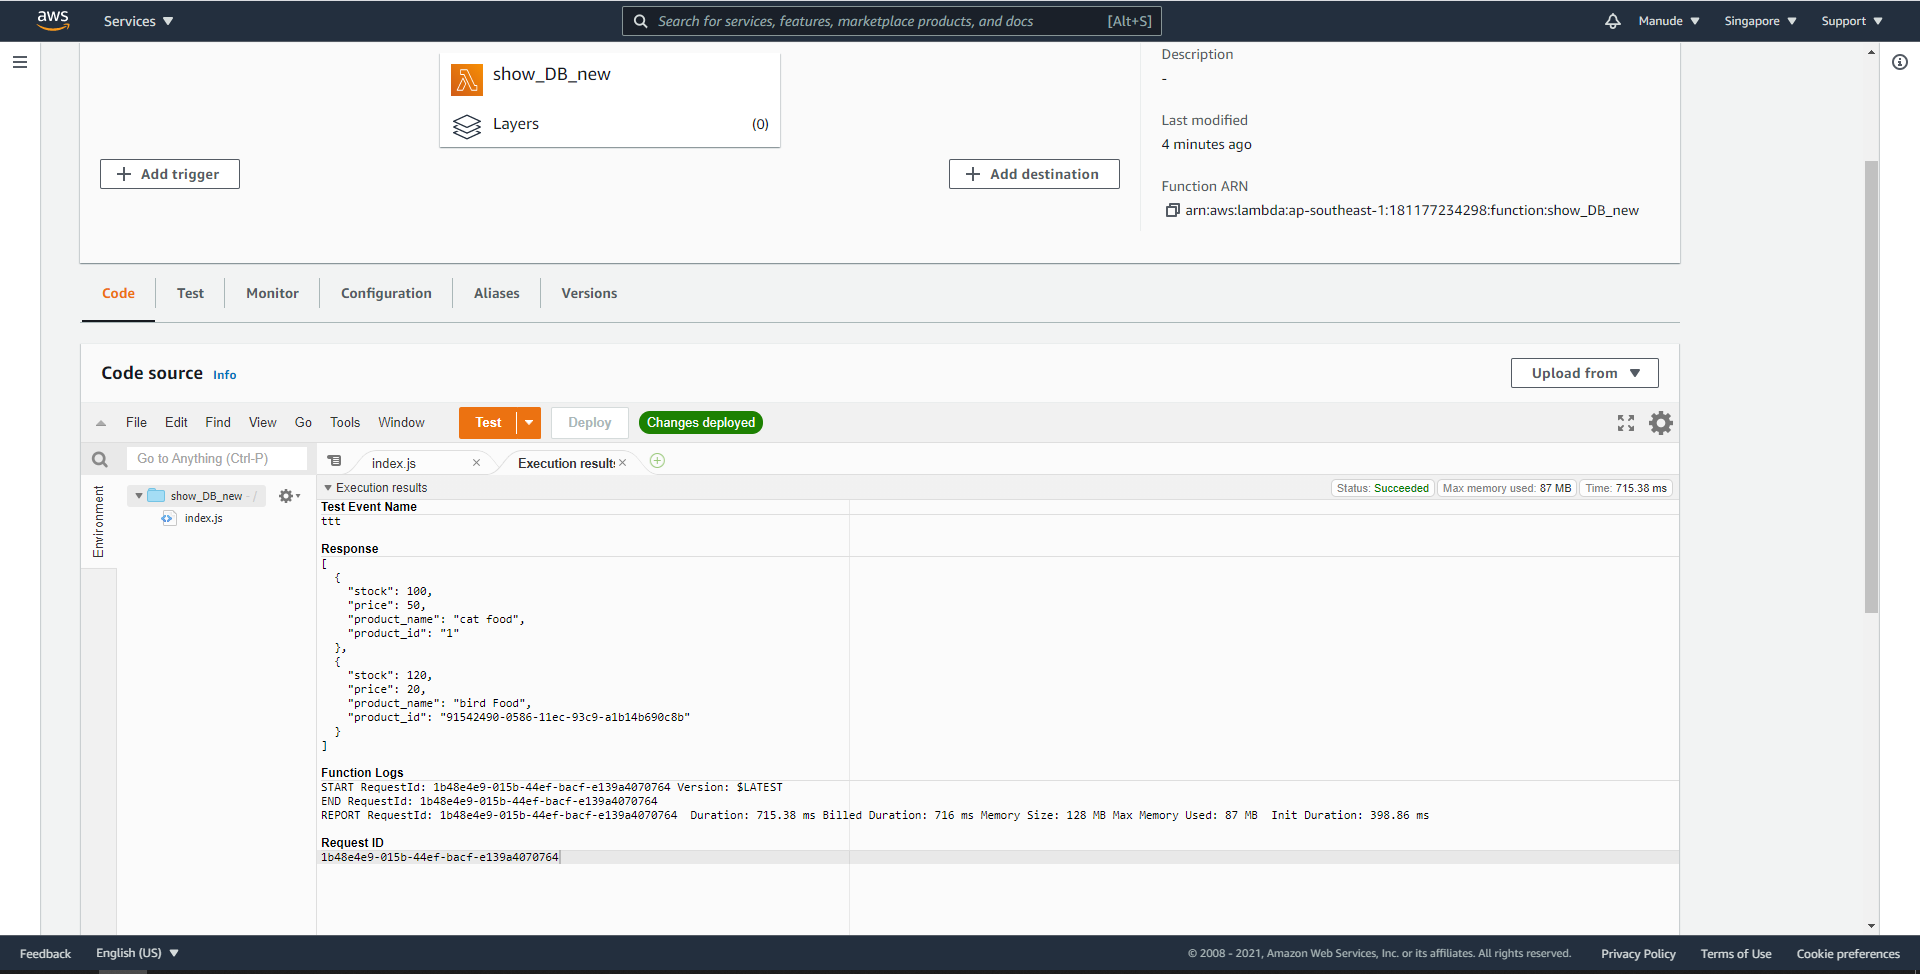 aws Services Search for services, features, marketplace products, and docs [Alt+S] Manude Singapore Support
show_DB_new
Layers (0)
Add trigger
Add destination
Description
-
Last modified
4 minutes ago
Function ARN
arn:aws:lambda:ap-southeast-1:181177234298:function:show_DB_new
Code Test Monitor Configuration Aliases Versions
Code source Info
Upload from
File Edit Find View Go Tools Window Test Deploy Changes deployed
Go to Anything (Ctrl-P)
index.js Execution results
Environment
show_DB_new - /
index.js
Execution results Status: Succeeded Max memory used: 87 MB Time: 715.38 ms
Test Event Name
ttt
Response
[
  {
    "stock": 100,
    "price": 50,
    "product_name": "cat food",
    "product_id": "1"
  },
  {
    "stock": 120,
    "price": 20,
    "product_name": "bird Food",
    "product_id": "91542490-0586-11ec-93c9-a1b14b690c8b"
  }
]
Function Logs
START RequestId: 1b48e4e9-015b-44ef-bacf-e139a4070764 Version: $LATEST
END RequestId: 1b48e4e9-015b-44ef-bacf-e139a4070764
REPORT RequestId: 1b48e4e9-015b-44ef-bacf-e139a4070764  Duration: 715.38 ms Billed Duration: 716 ms Memory Size: 128 MB Max Memory Used: 87 MB  Init Duration: 398.86 ms
Request ID
1b48e4e9-015b-44ef-bacf-e139a4070764
Feedback English (US) © 2008 - 2021, Amazon Web Services, Inc. or its affiliates. All rights reserved. Privacy Policy Terms of Use Cookie preferences